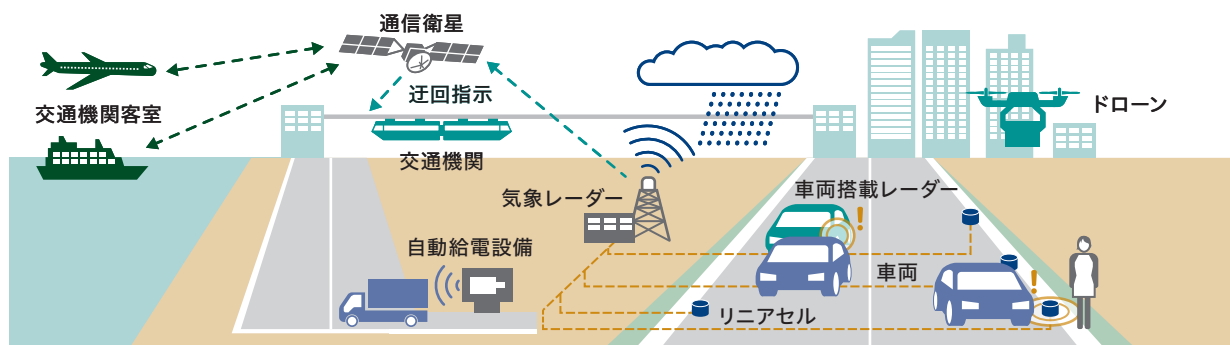 通信衛星
迂回指示
交通機関客室
交通機関
ドローン
気象レーダー
車両搭載レーダー
!
自動給電設備
車両
!
リニアセル